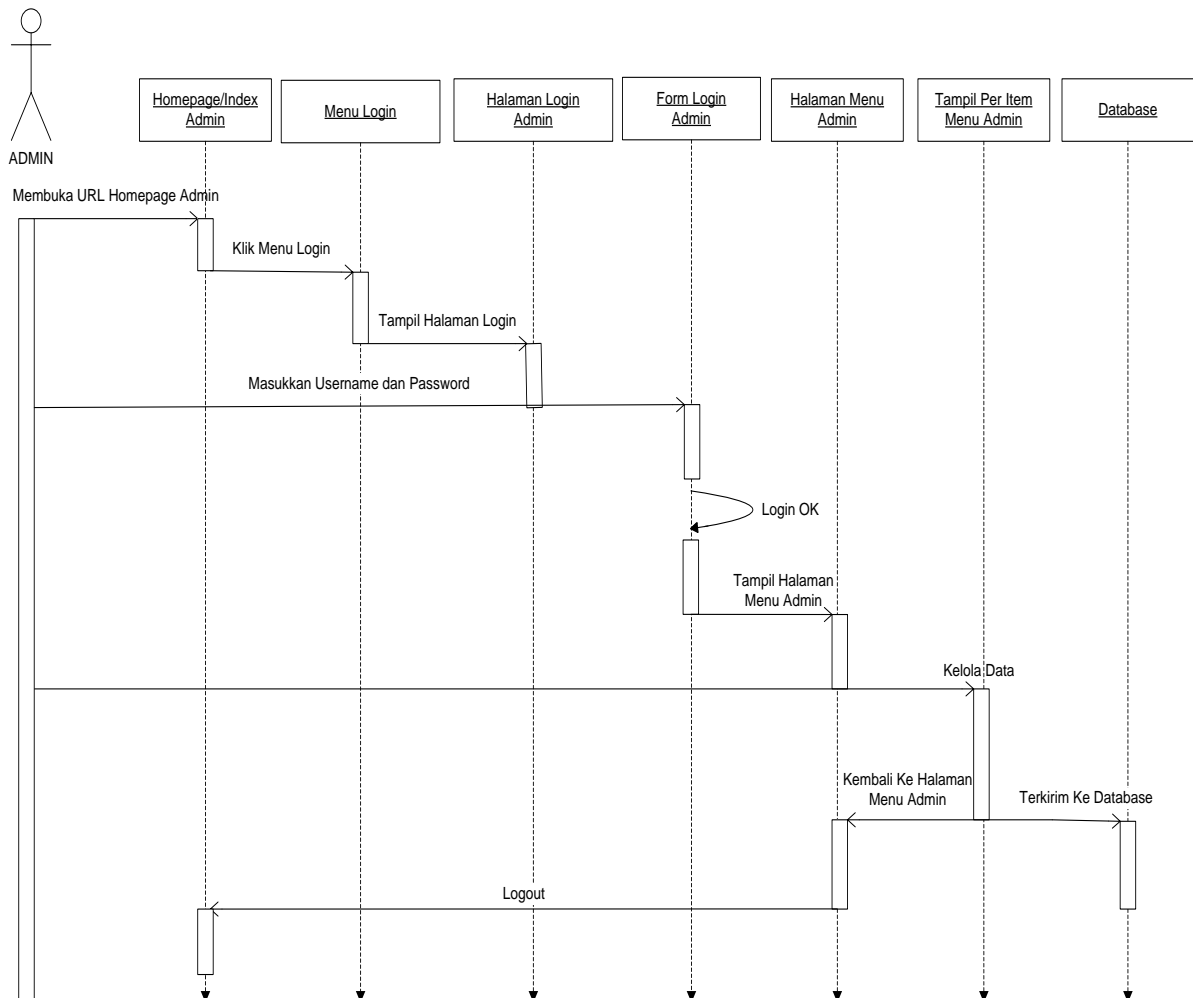 Homepage/Index
Admin
Menu Login
Halaman Login
Admin
Form Login
Admin
Halaman Menu
Admin
Tampil Per Item
Menu Admin
Database
ADMIN
Membuka URL Homepage Admin
Klik Menu Login
Tampil Halaman Login
Masukkan Username dan Password
Login OK
Tampil Halaman
Menu Admin
Kelola Data
Kembali Ke Halaman
Menu Admin
Terkirim Ke Database
Logout